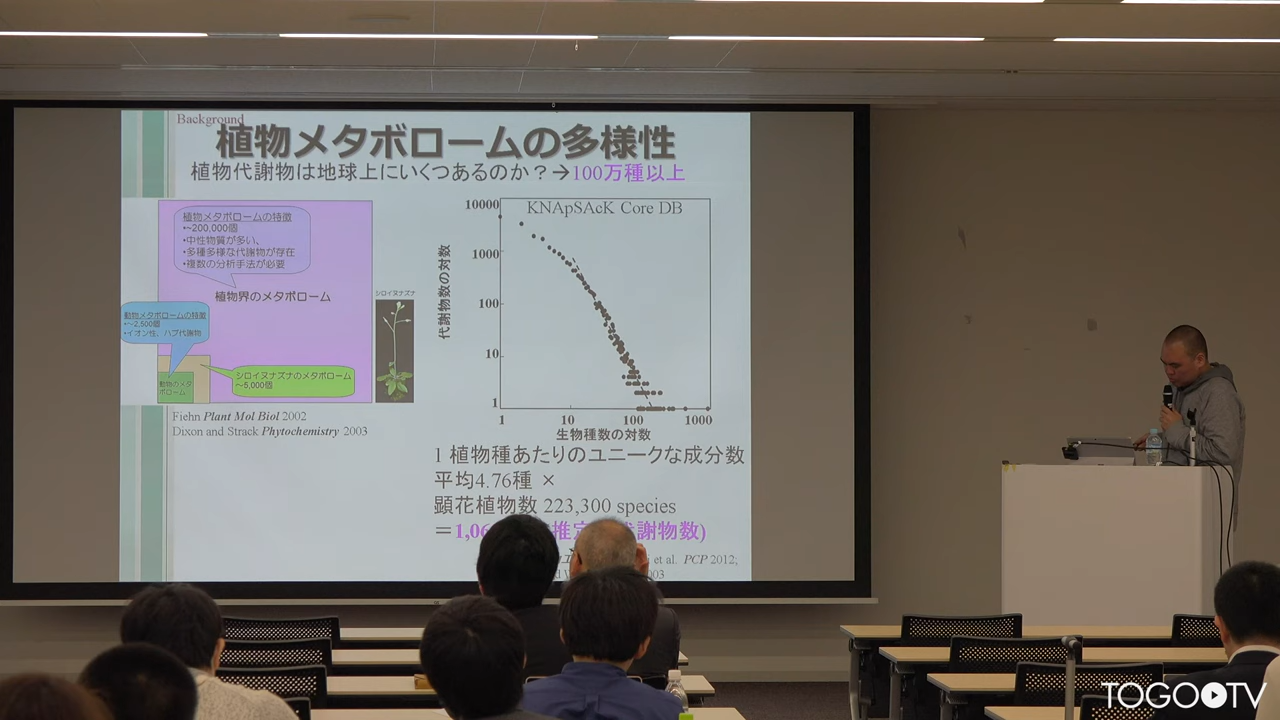 Background
植物メタボロームの多様性
植物代謝物は地球上にいくつあるのか？→100万種以上
植物メタボロームの特徴
•~200,000個
•中性物質が多い、
•多種多様な代謝物が存在
•複数の分析手法が必要
植物界のメタボローム
動物メタボロームの特徴
•~2,500個
•イオン性、ハブ代謝物
動物のメタ
ボローム
シロイヌナズナのメタボローム
~5,000個
シロイヌナズナ
Fiehn Plant Mol Biol 2002
Dixon and Strack Phytochemistry 2003
KNApSAcK Core DB
代謝物数の対数
10000
1000
100
10
1
1 10 100 1000
生物種数の対数
1 植物種あたりのユニークな成分数
平均4.76種 ×
顕花植物数 223,300 species
＝1,06 推定 代謝物数)
et al. PCP 2012;
003
TOGO TV